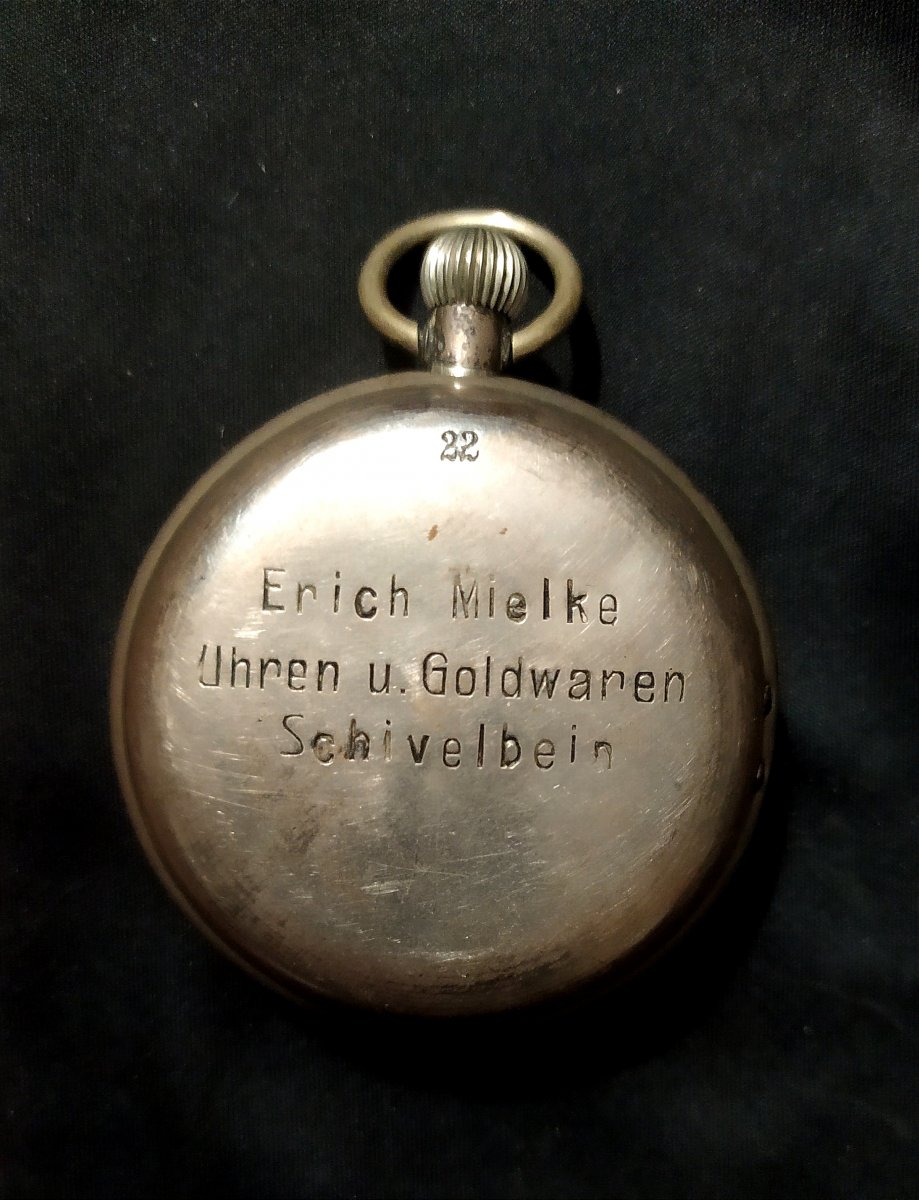 22
Erich Mielke
Uhren u. Goldwaren
Schivelbein